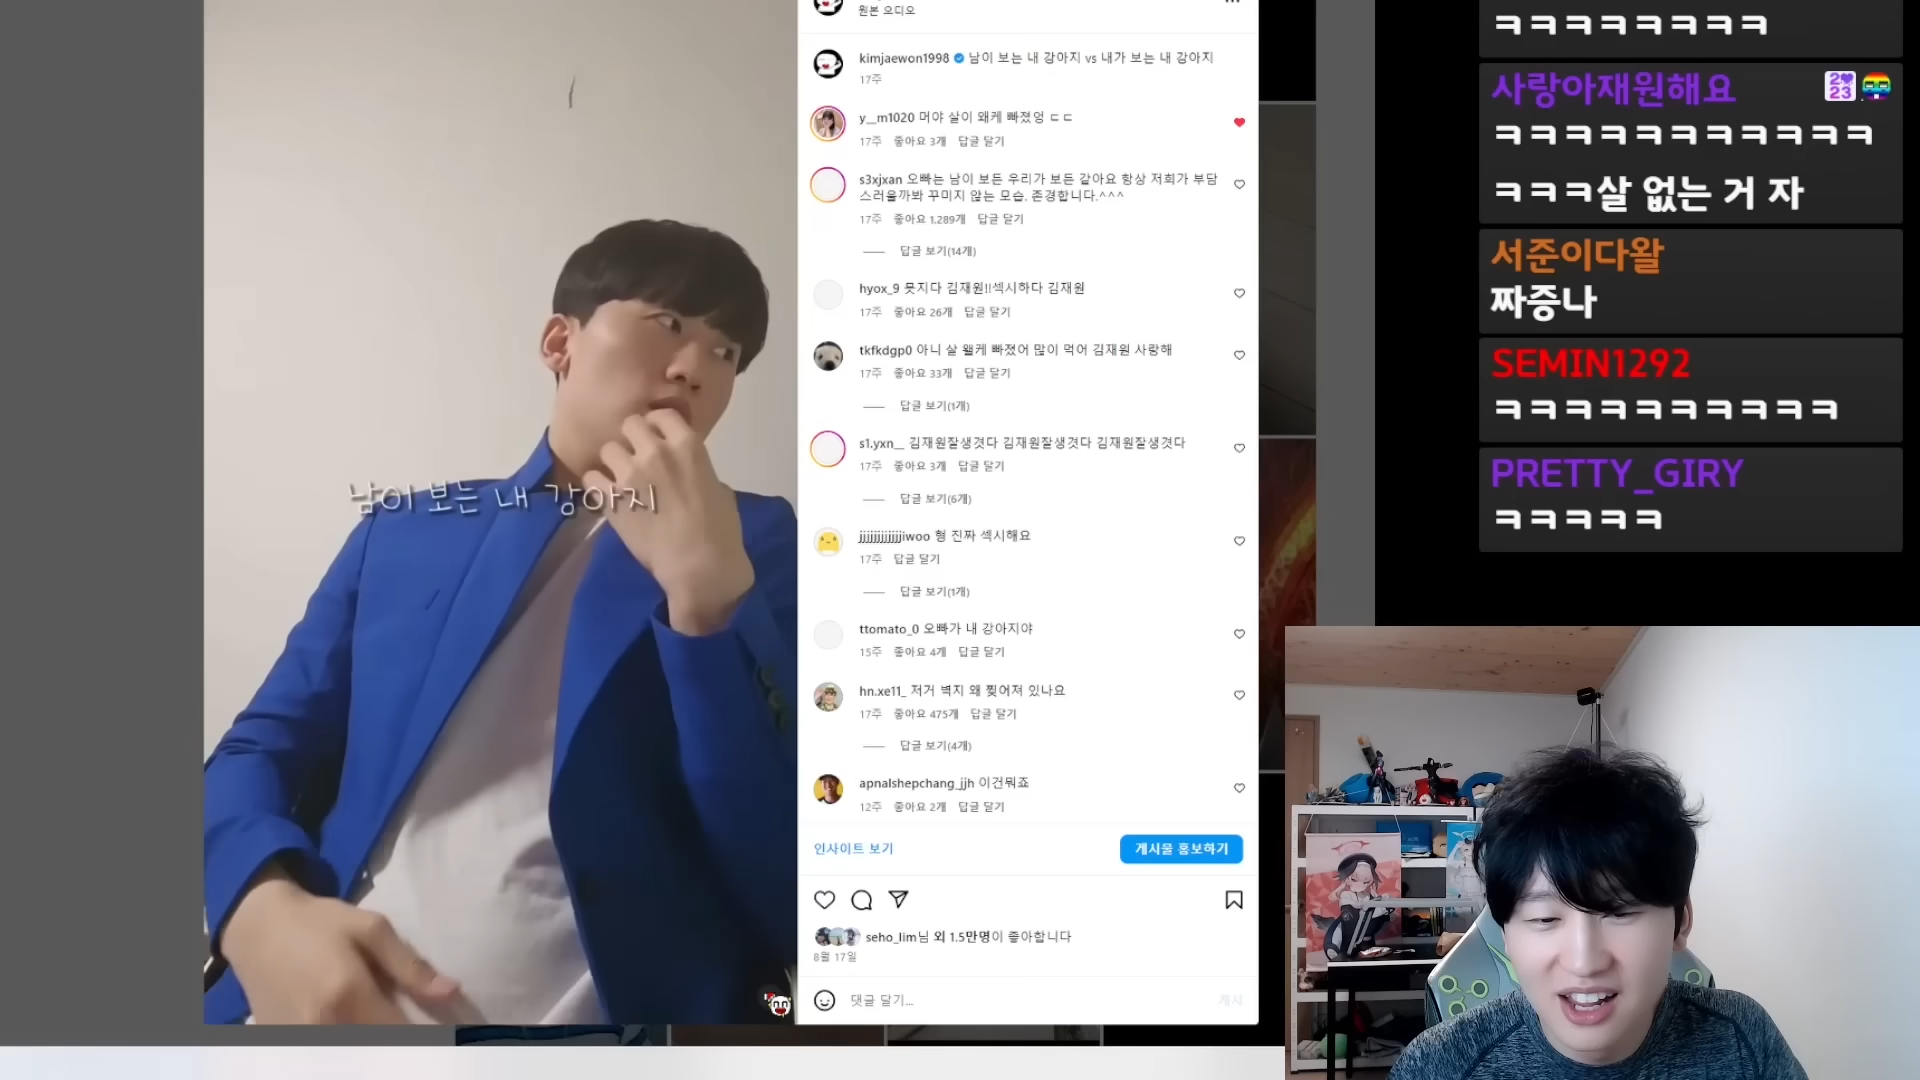 원본 오디오
kimjaewon1998 남이 보는 내 강아지 vs 내가 보는 내 강아지
17주
y__m1020 머야 살이 왜케 빠졌엉 ㄷㄷ
17주 좋아요 3개 답글 달기
s3xjxan 오빠는 남이 보든 우리가 보든 같아요 항상 저희가 부담
스러울까봐 꾸미지 않는 모습, 존경합니다.^^^
17주 좋아요 1,289개 답글 달기
답글 보기(14개)
hyox_9 묫지다 김재원!!섹시하다 김재원
17주 좋아요 26개 답글 달기
tkfkdgp0 아니 살 왤케 빠졌어 많이 먹어 김재원 사랑해
17주 좋아요 33개 답글 달기
답글 보기(1개)
s1.yxn__ 김재원잘생겻다 김재원잘생겻다 김재원잘생겻다
17주 좋아요 3개 답글 달기
답글 보기(6개)
형 진짜 섹시해요
17주 답글 달기
답글 보기(1개)
ttomato_0 오빠가 내 강아지야
15주 좋아요 4개 답글 달기
hn.xe11_ 저거 벽지 왜 찢어져 있나요
17주 좋아요 475개 답글 달기
답글 보기(4개)
apnalshepchang_jjh 이건뭐죠
12주 좋아요 2개 답글 달기
인사이트 보기
게시물 홍보하기
seho_lim님 외 1.5만명이 좋아합니다
8월 17일
댓글 달기...
게시
남이 보는 내 강아지
ㅋㅋㅋㅋㅋㅋㅋㅋ
사랑아재원해요
2 23
ㅋㅋㅋㅋㅋㅋㅋㅋㅋㅋㅋ
ㅋㅋㅋ살 없는 거 자
서준이다왈
짜증나
SEMIN1292
ㅋㅋㅋㅋㅋㅋㅋㅋㅋㅋ
PRETTY_GIRY
ㅋㅋㅋㅋㅋ